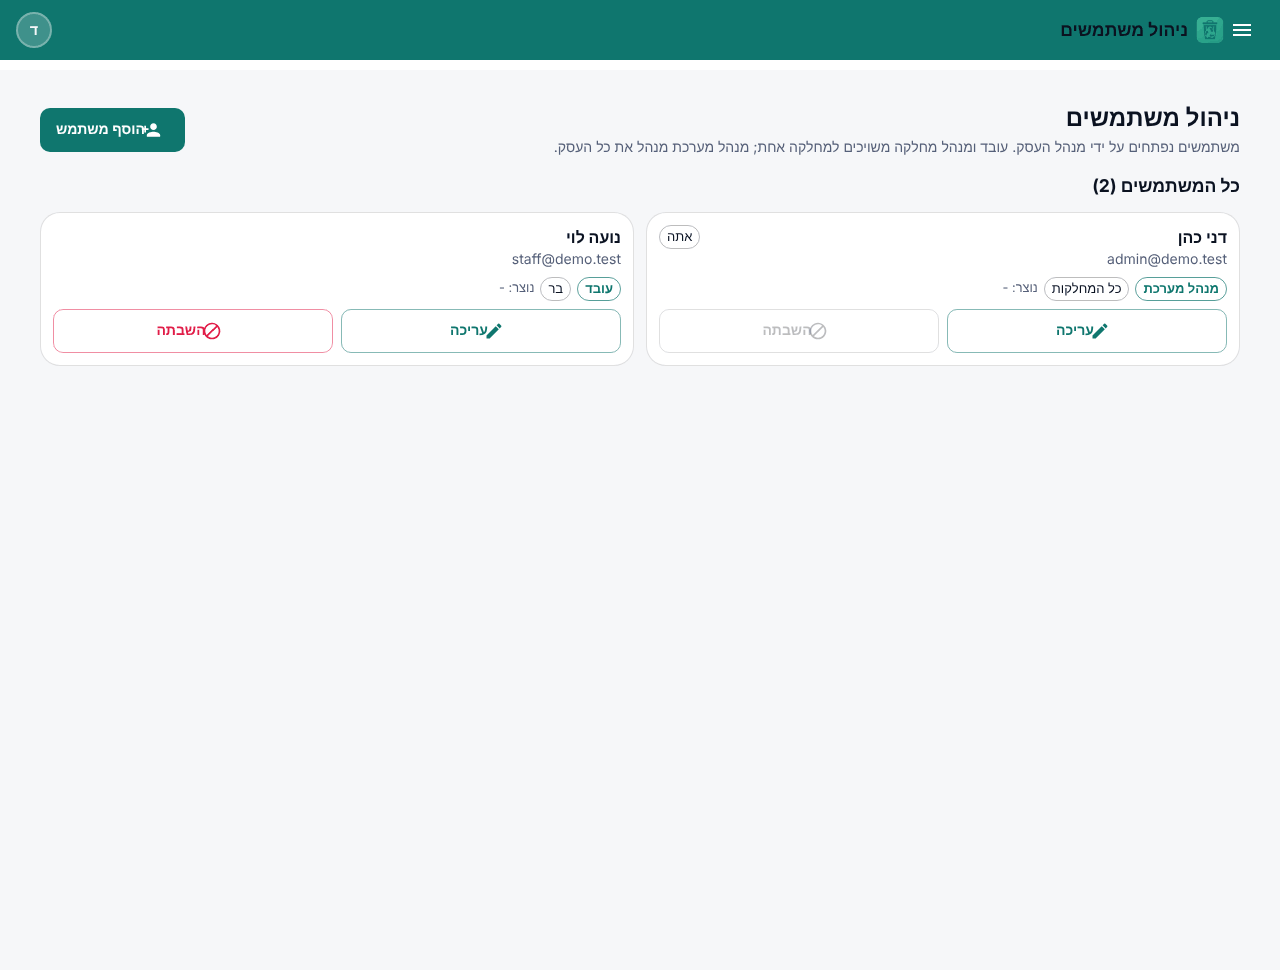 ניהול משתמשים
ד
ניהול משתמשים
הוסף משתמש
משתמשים נפתחים על ידי מנהל העסק. עובד ומנהל מחלקה משויכים למחלקה אחת; מנהל מערכת מנהל את כל העסק.
כל המשתמשים (2)
דני כהן
אתה
admin@demo.test
מנהל מערכת
כל המחלקות
נוצר: -
עריכה
השבתה
נועה לוי
staff@demo.test
עובד
בר
נוצר: -
עריכה
השבתה